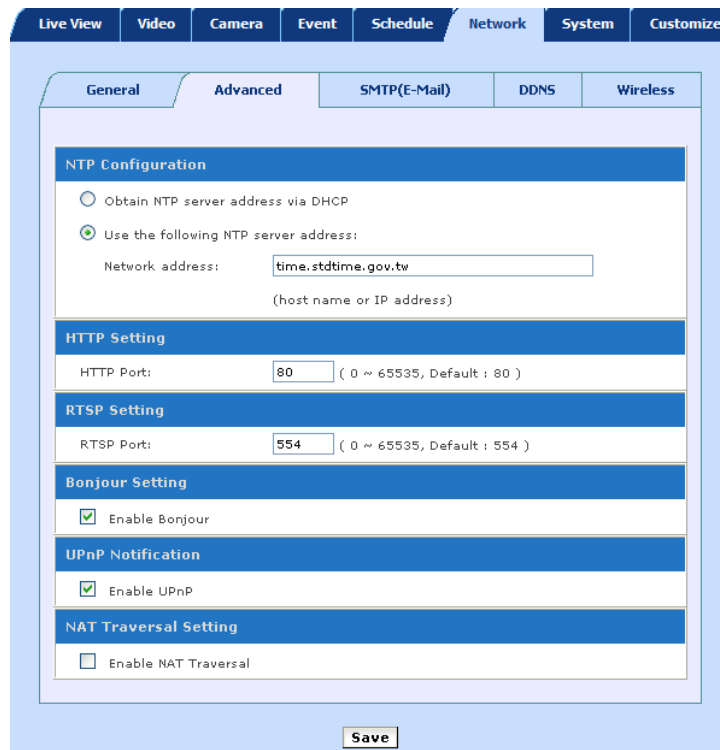 Live View Video Camera Event Schedule Network System Customize
General Advanced SMTP(E-Mail) DDNS Wireless
NTP Configuration
Obtain NTP server address via DHCP
Use the following NTP server address:
Network address: time.stdtime.gov.tw
(host name or IP address)
HTTP Setting
HTTP Port: 80 ( 0 ~ 65535, Default : 80 )
RTSP Setting
RTSP Port: 554 ( 0 ~ 65535, Default : 554 )
Bonjour Setting
Enable Bonjour
UPnP Notification
Enable UPnP
NAT Traversal Setting
Enable NAT Traversal
Save